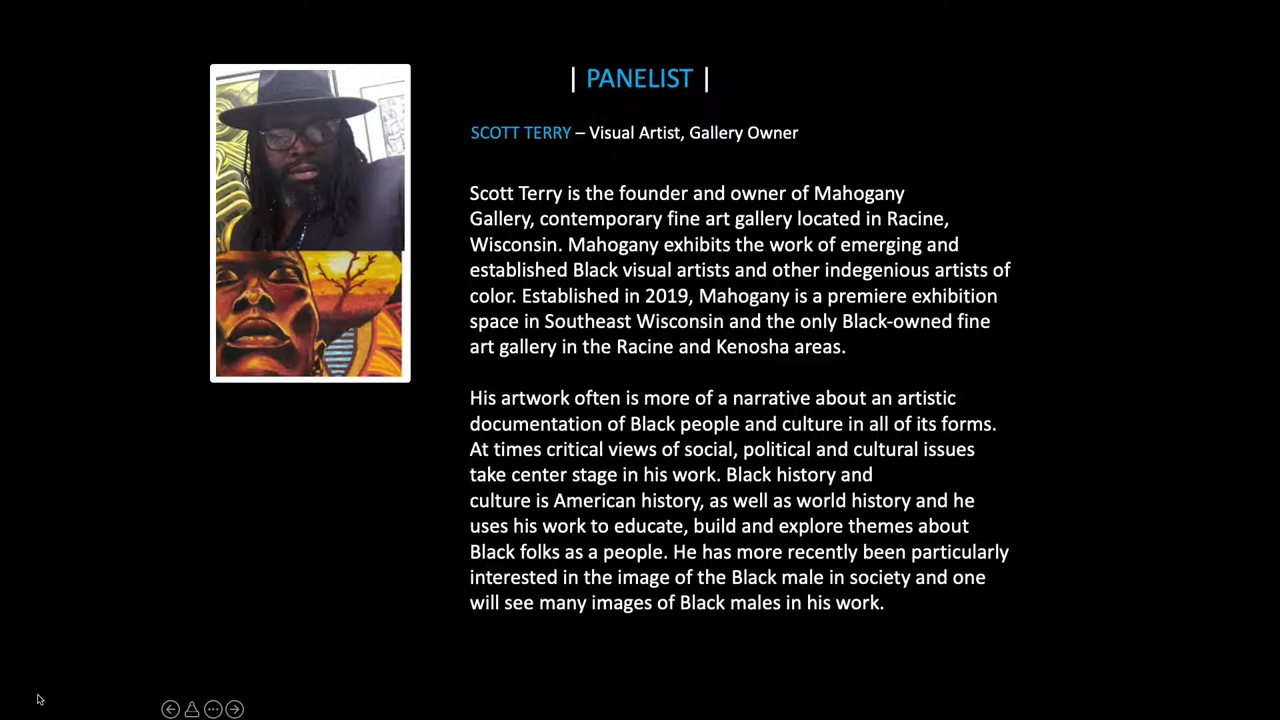 | PANELIST |
SCOTT TERRY – Visual Artist, Gallery Owner
Scott Terry is the founder and owner of Mahogany
Gallery, contemporary fine art gallery located in Racine,
Wisconsin. Mahogany exhibits the work of emerging and
established Black visual artists and other indegenious artists of
color. Established in 2019, Mahogany is a premiere exhibition
space in Southeast Wisconsin and the only Black-owned fine
art gallery in the Racine and Kenosha areas.
His artwork often is more of a narrative about an artistic
documentation of Black people and culture in all of its forms.
At times critical views of social, political and cultural issues
take center stage in his work. Black history and
culture is American history, as well as world history and he
uses his work to educate, build and explore themes about
Black folks as a people. He has more recently been particularly
interested in the image of the Black male in society and one
will see many images of Black males in his work.